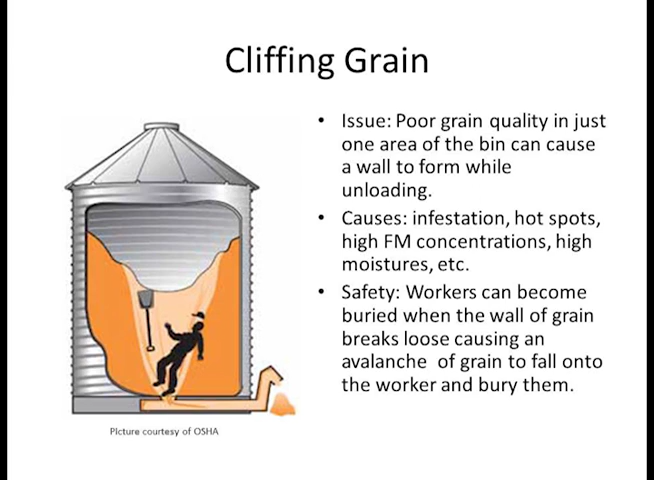 Cliffing Grain
• Issue: Poor grain quality in just
one area of the bin can cause
a wall to form while
unloading.
• Causes: infestation, hot spots,
high FM concentrations, high
moistures, etc.
• Safety: Workers can become
buried when the wall of grain
breaks loose causing an
avalanche of grain to fall onto
the worker and bury them.
Picture courtesy of OSHA